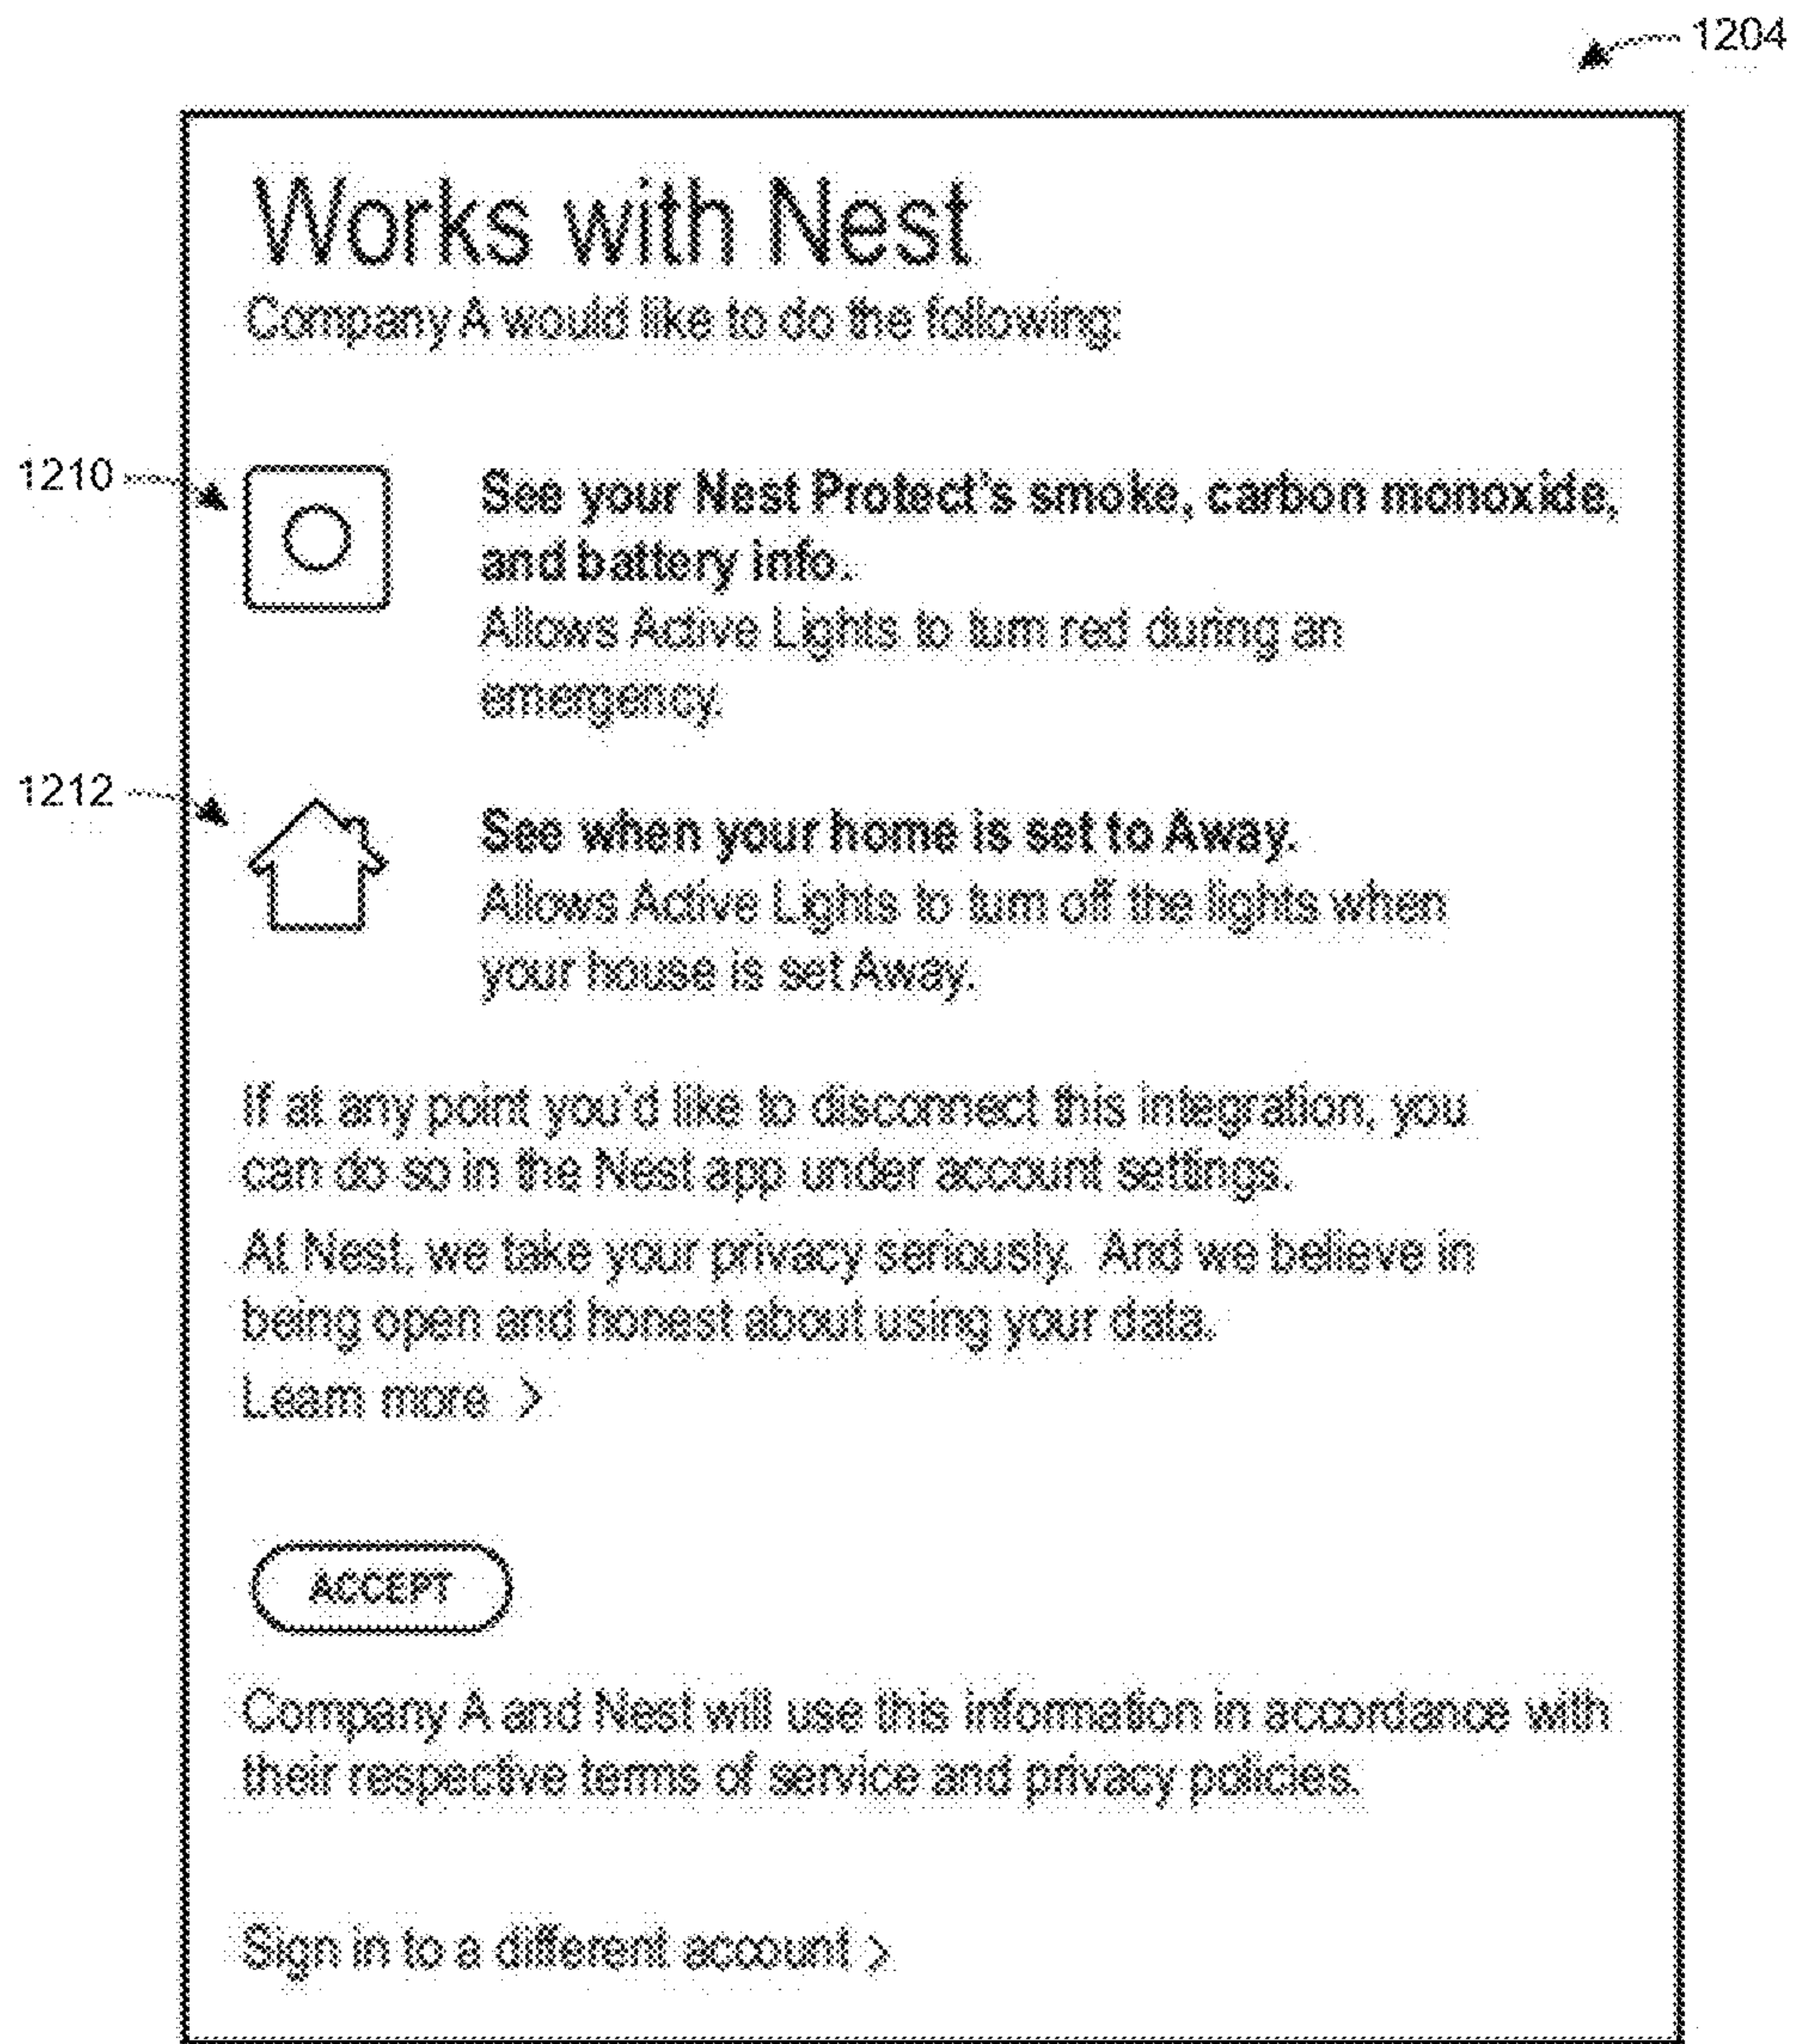 1204
Works with Nest
Company A would like to do the following:
1210
See your Nest Protect's smoke, carbon monoxide,
and battery info.
Allows Active Lights to turn red during an
emergency.
1212
See when your home is set to Away.
Allows Active Lights to turn off the lights when
your house is set Away.
If at any point you'd like to disconnect this integration, you
can do so in the Nest app under account settings.
At Nest, we take your privacy seriously. And we believe in
being open and honest about using your data.
Learn more >
ACCEPT
Company A and Nest will use this information in accordance with
their respective terms of service and privacy policies.
Sign in to a different account >